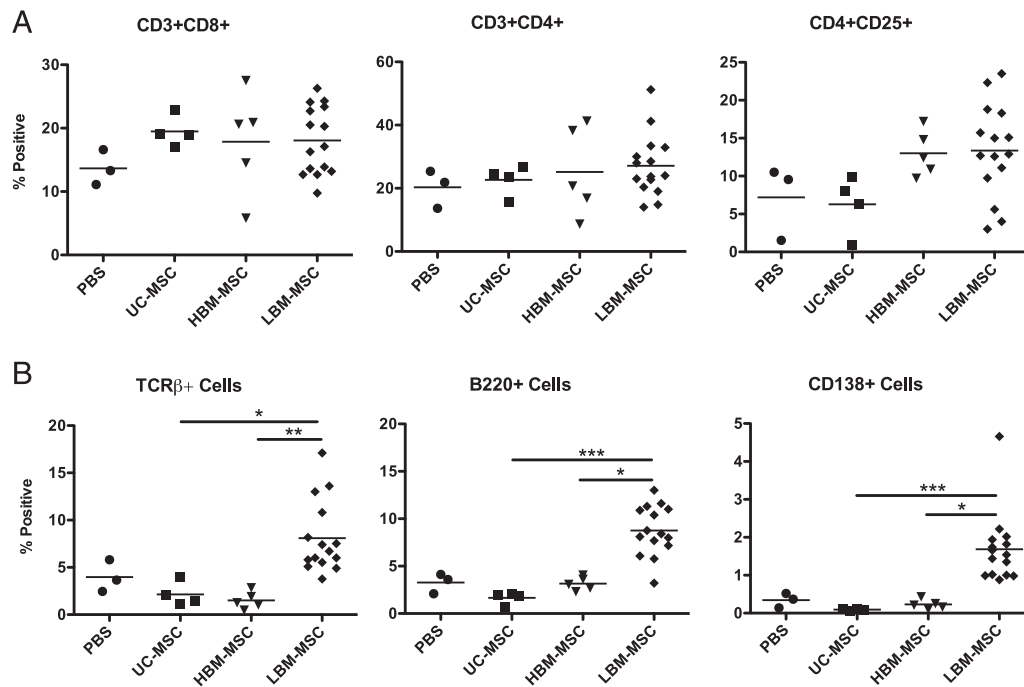 A
CD3+CD8+
CD3+CD4+
CD4+CD25+
% Positive
30
20
10
0
60
40
20
0
25
20
15
10
5
0
PBS
UC-MSC
HBM-MSC
LBM-MSC
PBS
UC-MSC
HBM-MSC
LBM-MSC
PBS
UC-MSC
HBM-MSC
LBM-MSC
B
TCRβ+ Cells
B220+ Cells
CD138+ Cells
% Positive
20
15
10
5
0
*
**
20
15
10
5
0
***
*
5
4
3
2
1
0
***
*
PBS
UC-MSC
HBM-MSC
LBM-MSC
PBS
UC-MSC
HBM-MSC
LBM-MSC
PBS
UC-MSC
HBM-MSC
LBM-MSC